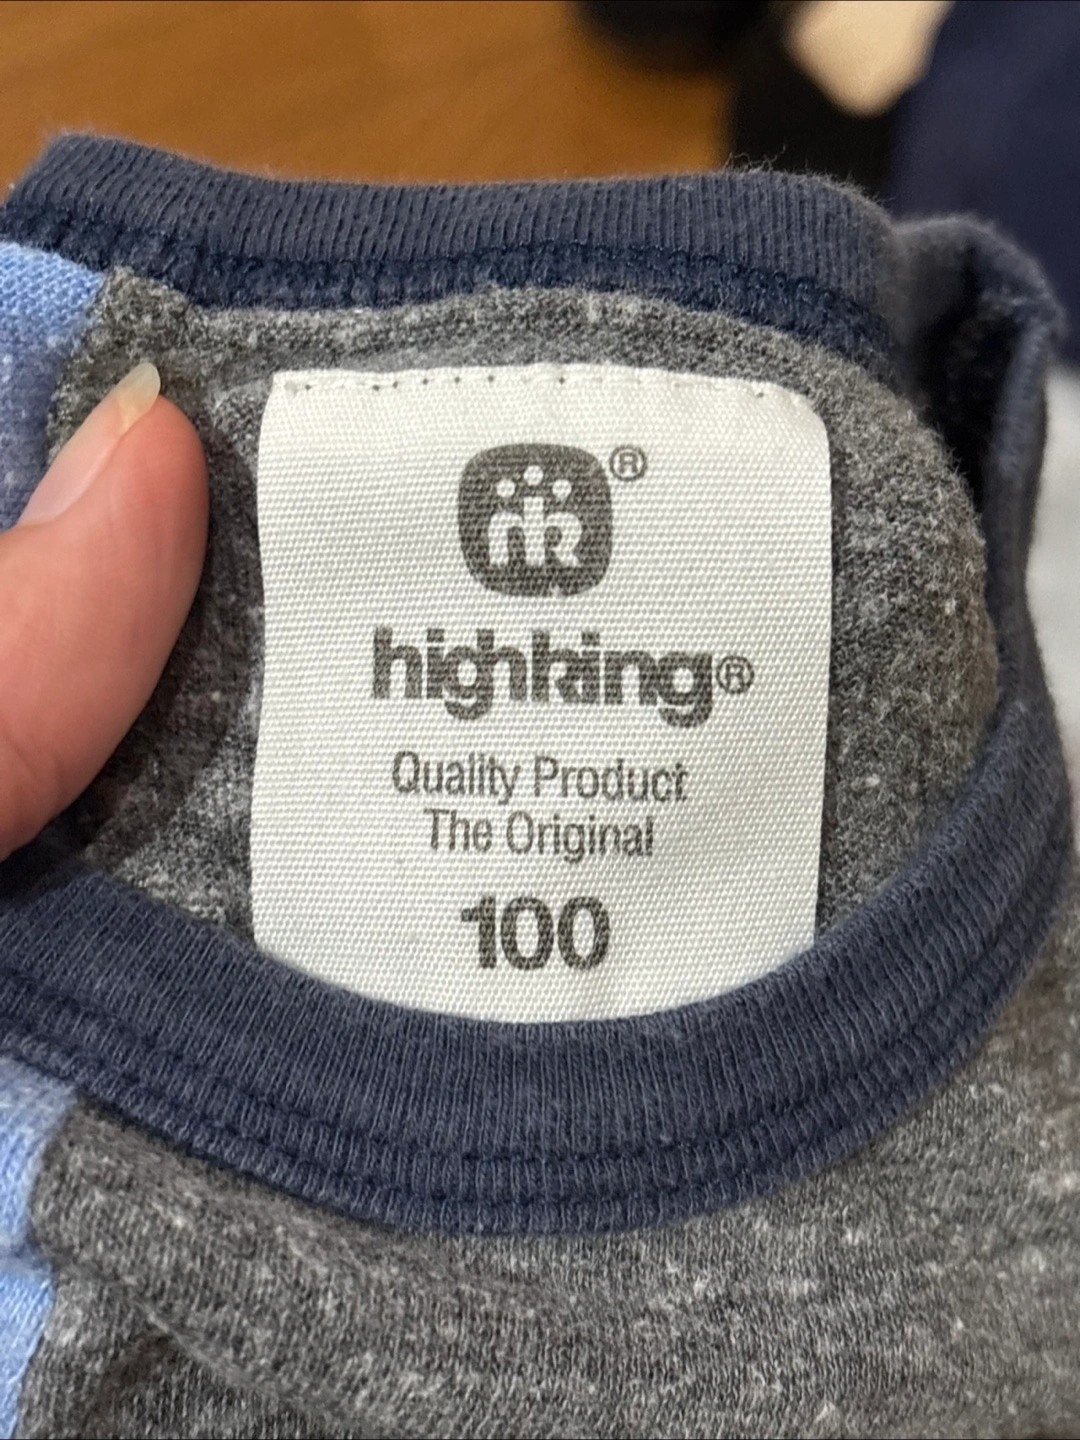 ®
highking®
Quality Product
The Original
100